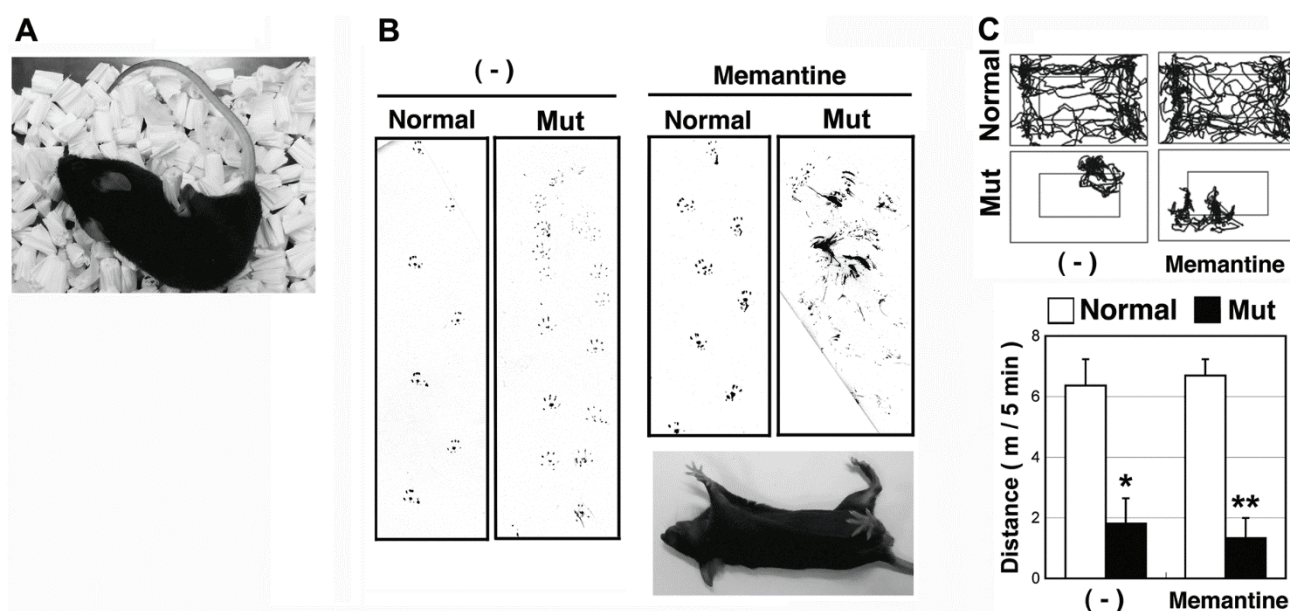 A
B
( - )
Normal
Mut
Memantine
Normal
Mut
C
Normal
Mut
( - )
Memantine
Normal
Mut
Distance ( m / 5 min )
8
6
4
2
0
*
**
( - )
Memantine